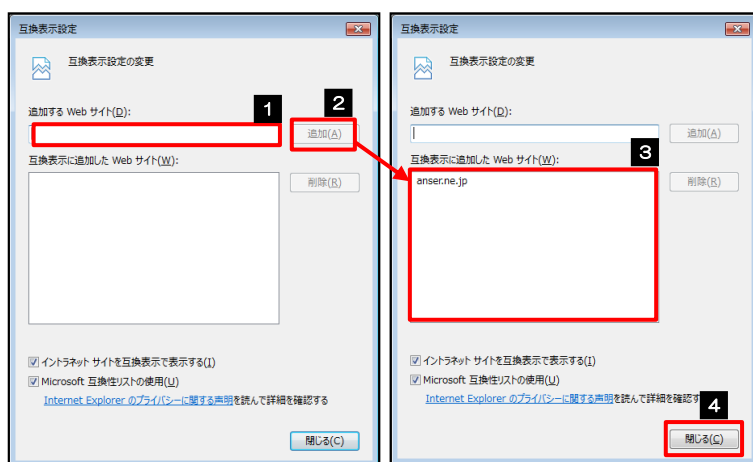 互換表示設定
互換表示設定の変更
追加する Web サイト(D):
1
2
追加(A)
互換表示に追加した Web サイト(W):
削除(R)
イントラネット サイトを互換表示で表示する(I)
Microsoft 互換性リストの使用(U)
Internet Explorer のプライバシーに関する声明を読んで詳細を確認する
閉じる(C)
互換表示設定
互換表示設定の変更
追加する Web サイト(D):
追加(A)
互換表示に追加した Web サイト(W):
3
anser.ne.jp
削除(R)
イントラネット サイトを互換表示で表示する(I)
Microsoft 互換性リストの使用(U)
Internet Explorer のプライバシーに関する声明を読んで詳細を確認す
4
閉じる(C)